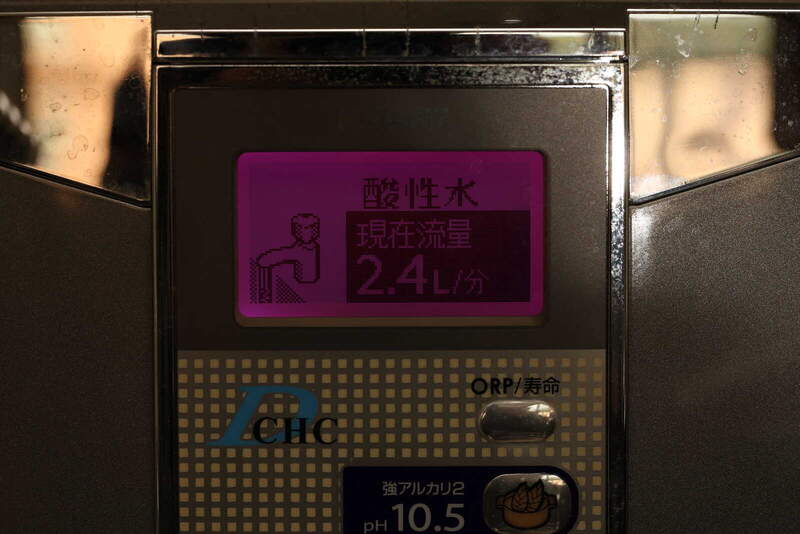 酸性水
現在流量
2.4L/分
ORP/寿命
D CHC
強アルカリ2
pH 10.5